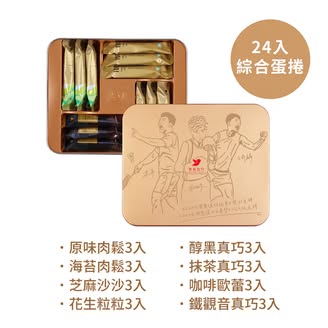 24入
綜合蛋捲
・原味肉鬆3入
・海苔肉鬆3入
・芝麻沙沙3入
・花生粒粒3入
・醇黑真巧3入
・抹茶真巧3入
・咖啡歐蕾3入
・鐵觀音真巧3入